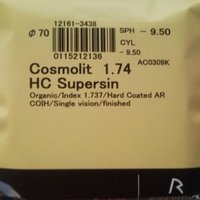 12161-3438
Ø 70
SPH - 9.50
CYL
- 9.50
0115212136
AC0309K
Cosmolit 1.74
HC Supersin
Organic/Index 1.737/Hard Coated AR
COIH/Single vision/finished
R